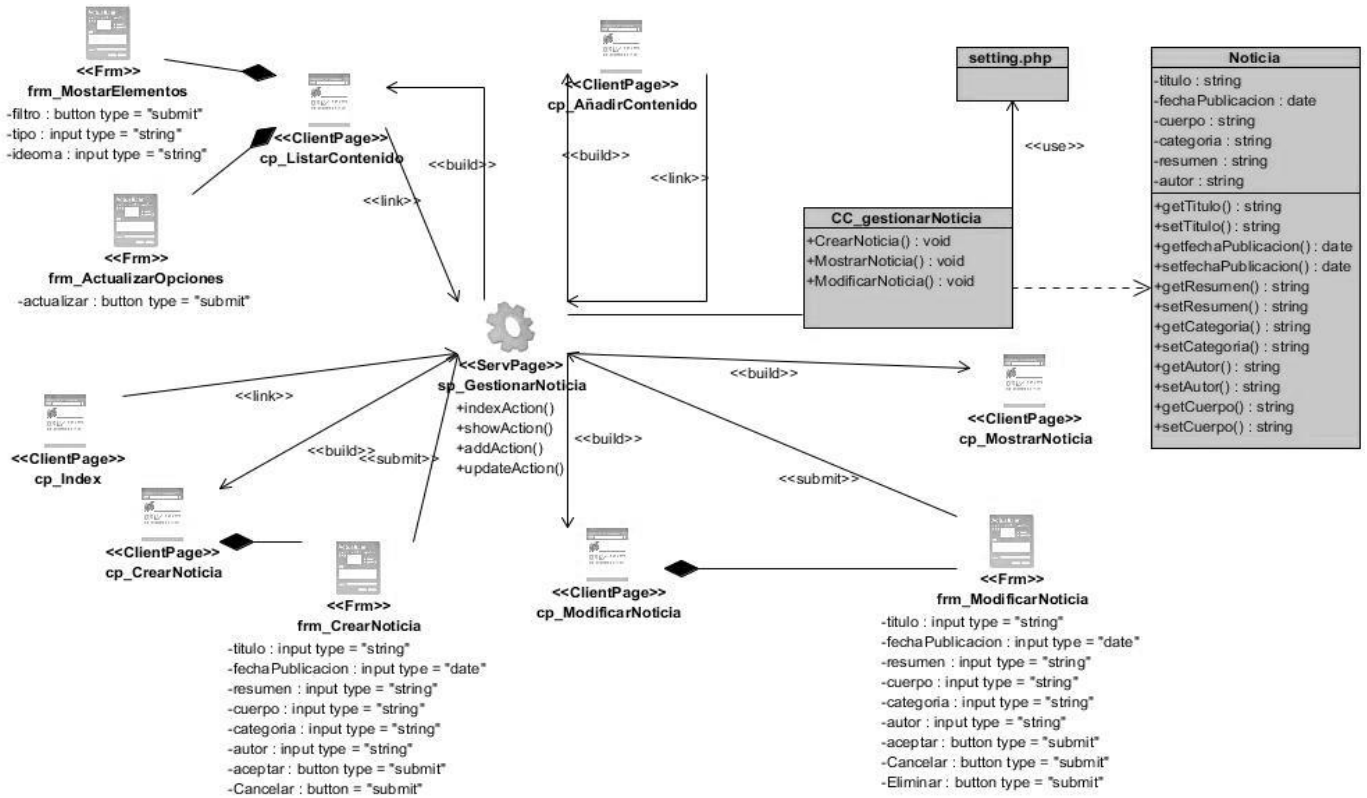 <<Frm>>
frm_MostarElementos
-filtro : button type = "submit"
-tipo : input type = "string"
-ideoma : input type = "string"
<<ClientPage>>
cp_ListarContenido
<<Frm>>
frm_ActualizarOpciones
-actualizar : button type = "submit"
<<link>>
<<build>>
<<ClientPage>>
cp_AñadirContenido
<<build>>
<<link>>
setting.php
<<use>>
CC_gestionarNoticia
+CrearNoticia() : void
+MostrarNoticia() : void
+ModificarNoticia() : void
Noticia
-titulo : string
-fechaPublicacion : date
-cuerpo : string
-categoria : string
-resumen : string
-autor : string
+getTitulo() : string
+setTitulo() : string
+getfechaPublicacion() : date
+setfechaPublicacion() : date
+getResumen() : string
+setResumen() : string
+getCategoria() : string
+setCategoria() : string
+getAutor() : string
+setAutor() : string
+getCuerpo() : string
+setCuerpo() : string
<<ServPage>>
sp_GestionarNoticia
+indexAction()
+showAction()
+addAction()
+updateAction()
<<link>>
<<ClientPage>>
cp_Index
<<build>>
<<submit>>
<<build>>
<<build>>
<<ClientPage>>
cp_MostrarNoticia
<<submit>>
<<ClientPage>>
cp_CrearNoticia
<<Frm>>
frm_CrearNoticia
-titulo : input type = "string"
-fechaPublicacion : input type = "date"
-resumen : input type = "string"
-cuerpo : input type = "string"
-categoria : input type = "string"
-autor : input type = "string"
-aceptar : button type = "submit"
-Cancelar : button = "submit"
<<ClientPage>>
cp_ModificarNoticia
<<Frm>>
frm_ModificarNoticia
-titulo : input type = "string"
-fechaPublicacion : input type = "date"
-resumen : input type = "string"
-cuerpo : input type = "string"
-categoria : input type = "string"
-autor : input type = "string"
-aceptar : button type = "submit"
-Cancelar : button type = "submit"
-Eliminar : button type = "submit"